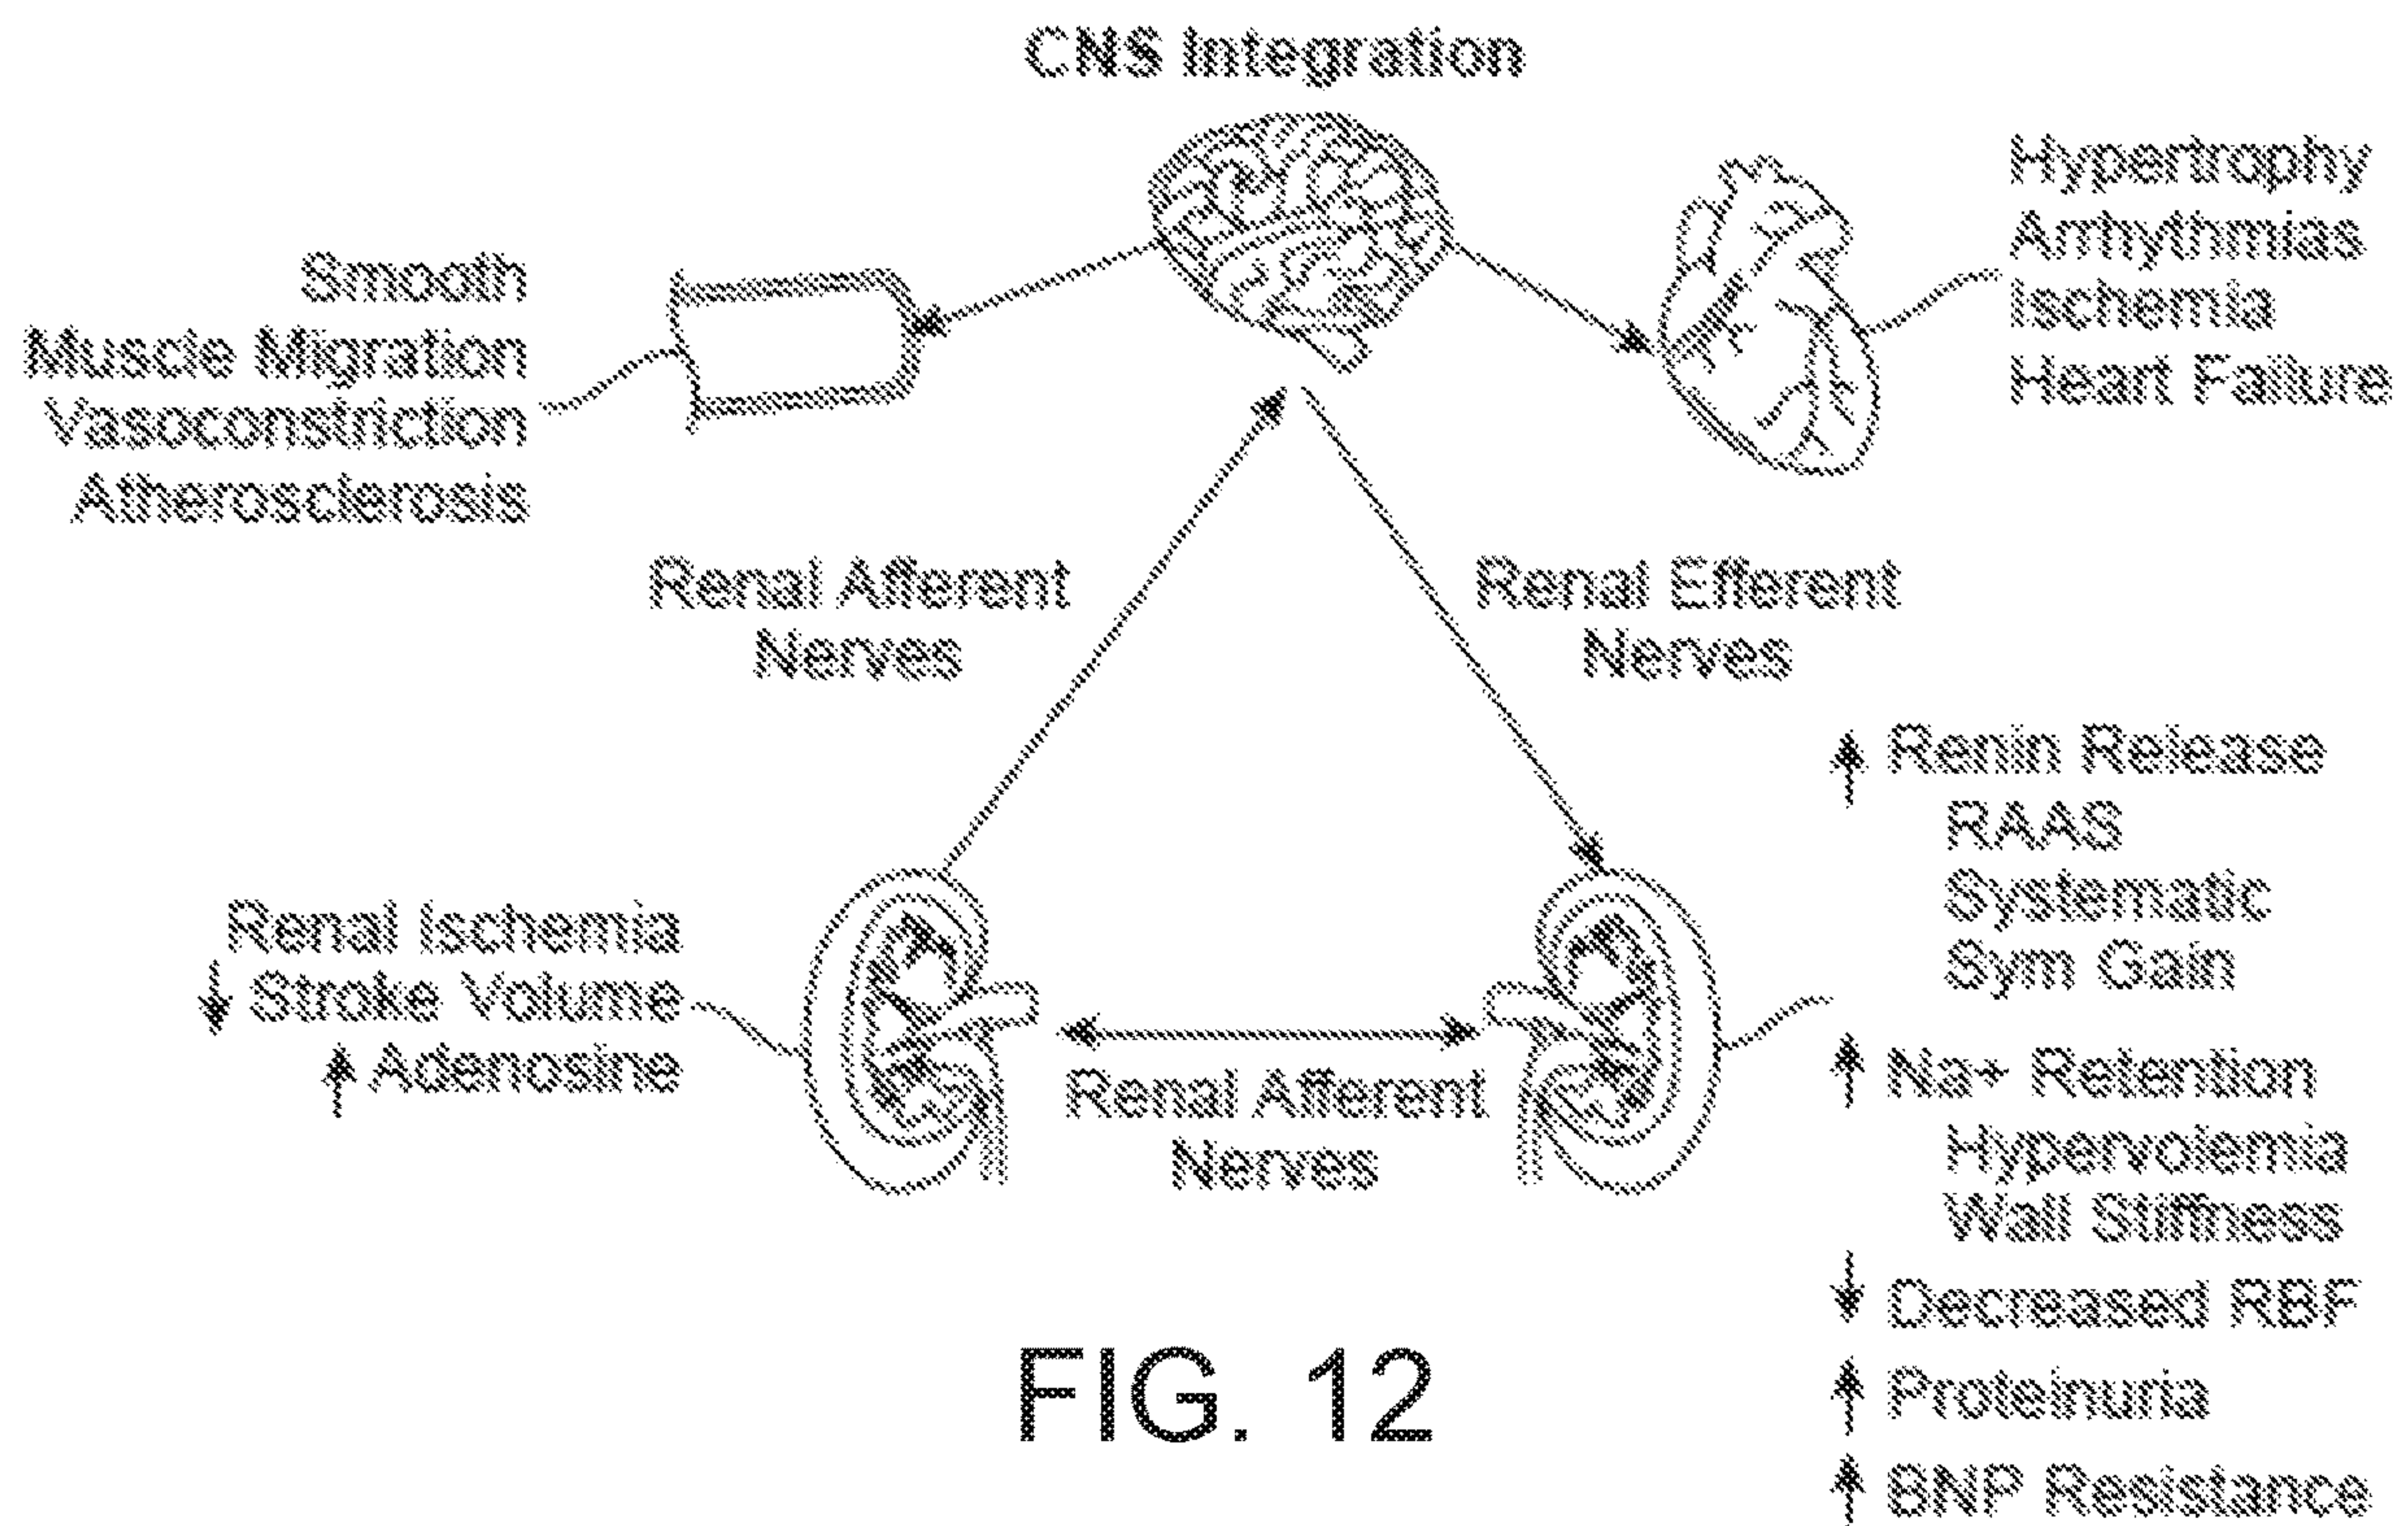 CNS Integration
Smooth
Muscle Migration
Vasoconstriction
Atherosclerosis
Hypertrophy
Arrhythmias
Ischemia
Heart Failure
Renal Afferent
Nerves
Renal Efferent
Nerves
Renal Ischemia
Stroke Volume
Adenosine
Renal Afferent
Nerves
Renin Release
RAAS
Systematic
Sym Gain
Na+ Retention
Hypervolemia
Wall Stiffness
Decreased RBF
Proteinuria
BNP Resistance
FIG. 12